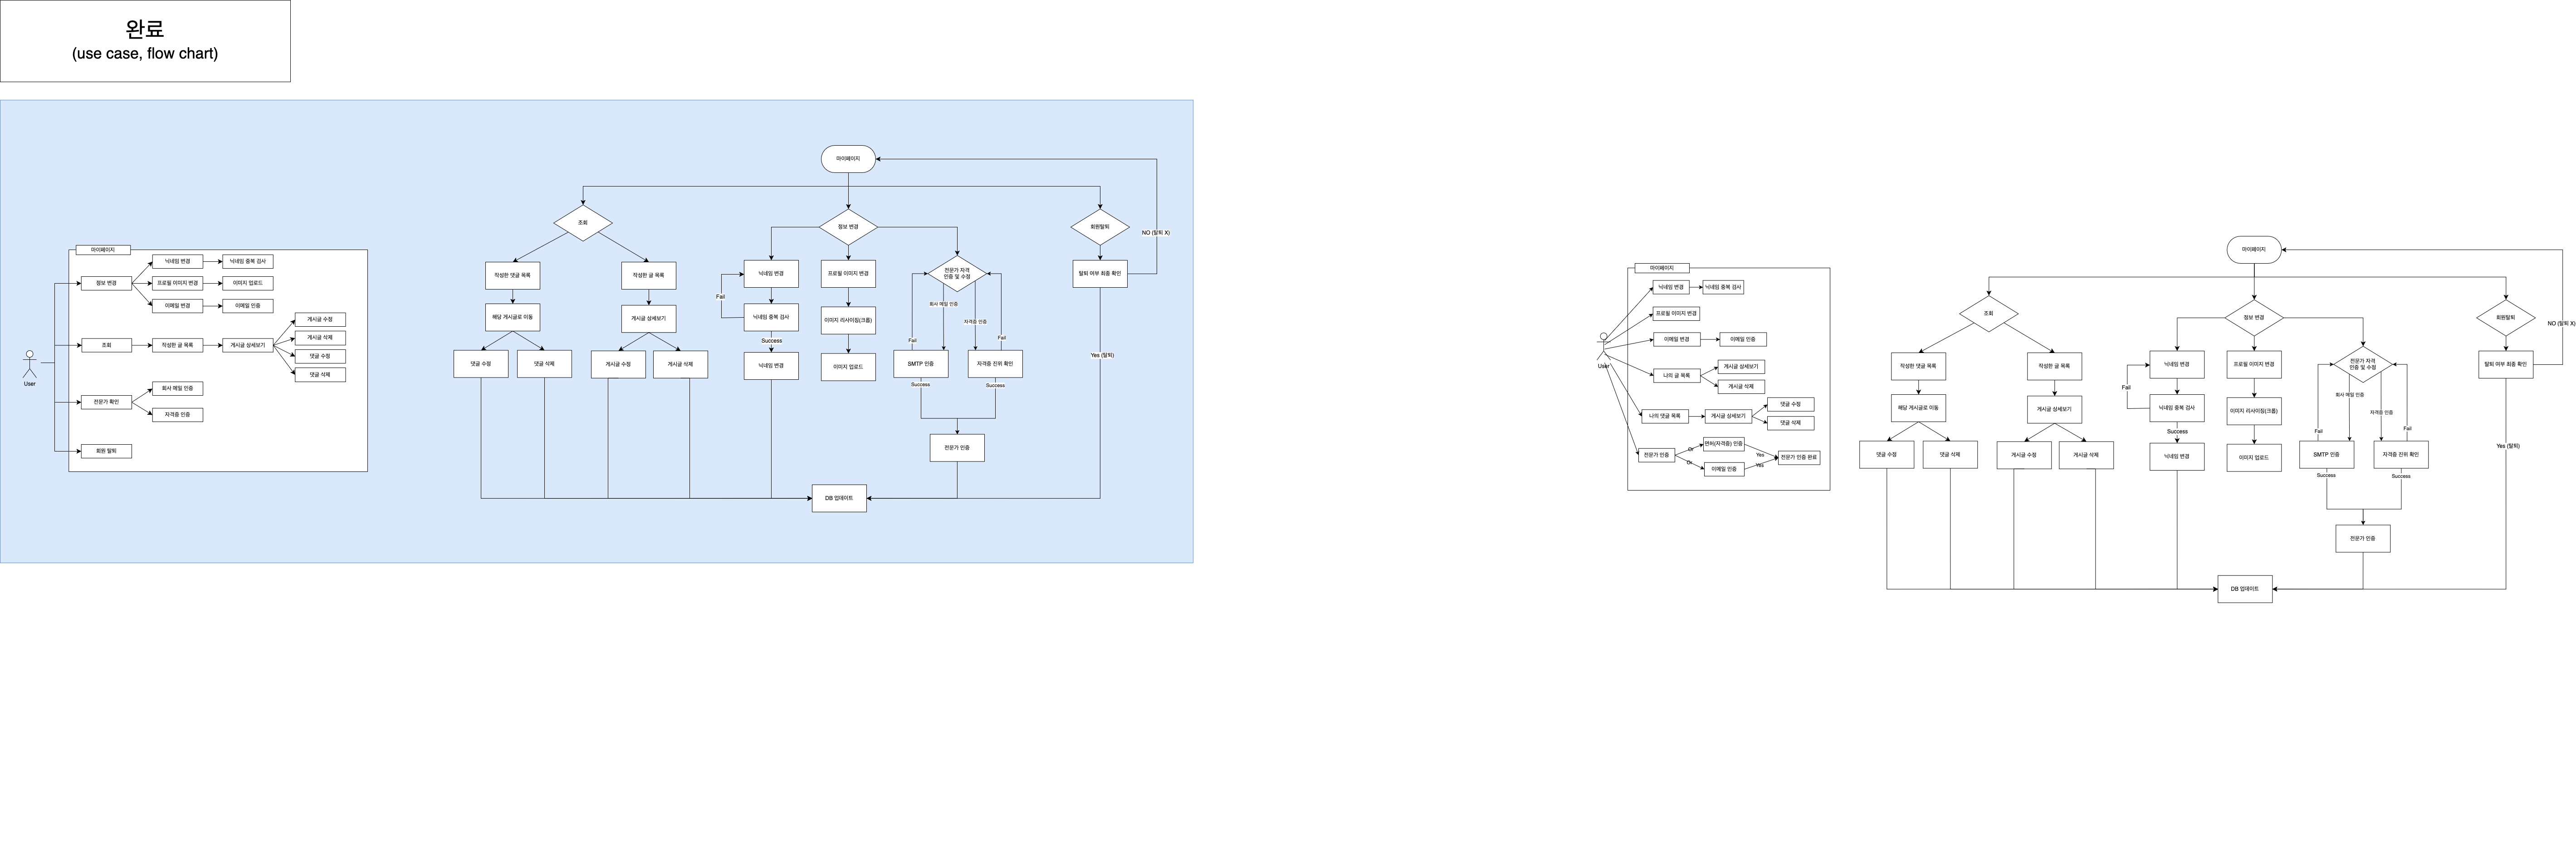 완료
(use case, flow chart)
마이페이지
정보 변경
닉네임 변경
닉네임 중복 검사
프로필 이미지 변경
이미지 업로드
이메일 변경
이메일 인증
조회
작성한 글 목록
게시글 상세보기
게시글 수정
게시글 삭제
댓글 수정
댓글 삭제
User
전문가 확인
회사 메일 인증
자격증 인증
회원 탈퇴
마이페이지
조회
정보 변경
회원탈퇴
NO (탈퇴 X)
작성한 댓글 목록
작성한 글 목록
닉네임 변경
프로필 이미지 변경
전문가 자격
인증 및 수정
탈퇴 여부 최종 확인
Fail
회사 메일 인증
자격증 인증
해당 게시글로 이동
게시글 상세보기
닉네임 중복 검사
이미지 리사이징(크롭)
Success
Fail
Fail
Yes (탈퇴)
댓글 수정
댓글 삭제
게시글 수정
게시글 삭제
닉네임 변경
이미지 업로드
SMTP 인증
자격증 진위 확인
Success
Success
전문가 인증
DB 업데이트
마이페이지
닉네임 변경
닉네임 중복 검사
프로필 이미지 변경
이메일 변경
이메일 인증
User
나의 글 목록
게시글 상세보기
게시글 삭제
나의 댓글 목록
게시글 상세보기
댓글 수정
댓글 삭제
전문가 인증
Or
Or
면허(자격증) 인증
이메일 인증
Yes
Yes
전문가 인증 완료
마이페이지
조회
정보 변경
회원탈퇴
NO (탈퇴 X)
작성한 댓글 목록
작성한 글 목록
닉네임 변경
프로필 이미지 변경
전문가 자격
인증 및 수정
탈퇴 여부 최종 확인
Fail
회사 메일 인증
자격증 인증
해당 게시글로 이동
게시글 상세보기
닉네임 중복 검사
이미지 리사이징(크롭)
Success
Fail
Fail
Yes (탈퇴)
댓글 수정
댓글 삭제
게시글 수정
게시글 삭제
닉네임 변경
이미지 업로드
SMTP 인증
자격증 진위 확인
Success
Success
전문가 인증
DB 업데이트